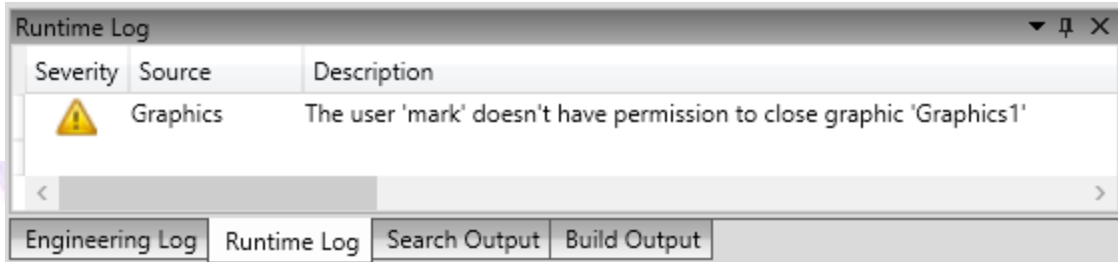 Runtime Log
Severity Source Description
Graphics The user 'mark' doesn't have permission to close graphic 'Graphics1'
Engineering Log Runtime Log Search Output Build Output